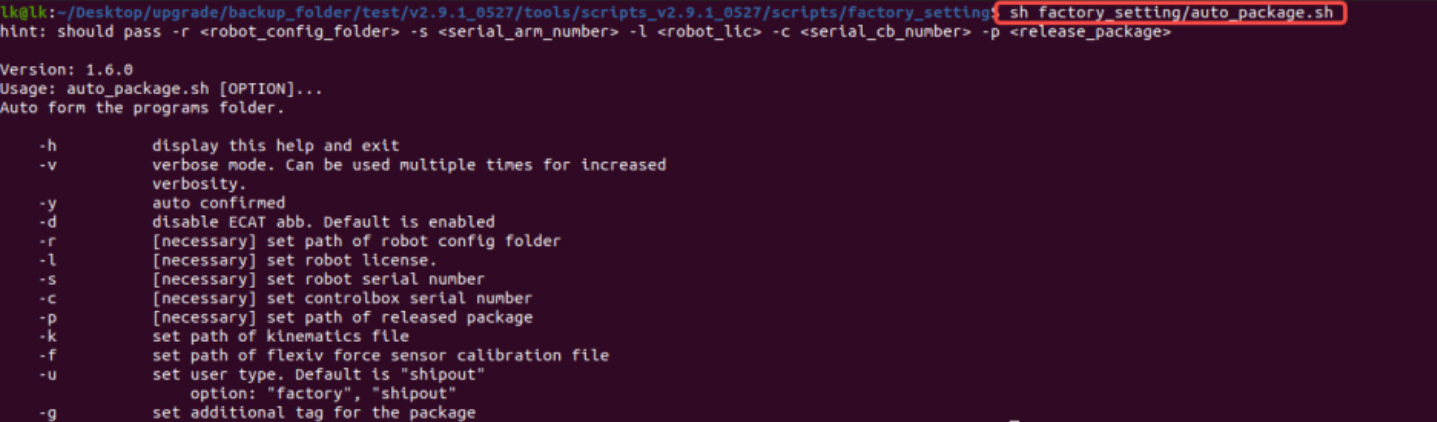 lk@lk:~/Desktop/upgrade/backup_folder/test/v2.9.1_0527/tools/scripts_v2.9.1_0527/scripts/factory_setting$ sh factory_setting/auto_package.sh
hint: should pass -r <robot_config_folder> -s <serial_arm_number> -l <robot_lic> -c <serial_cb_number> -p <release_package>
Version: 1.6.0
Usage: auto_package.sh [OPTION]...
Auto form the programs folder.
-h display this help and exit
-v verbose mode. Can be used multiple times for increased
verbosity.
-y auto confirmed
-d disable ECAT abb. Default is enabled
-r [necessary] set path of robot config folder
-l [necessary] set robot license.
-s [necessary] set robot serial number
-c [necessary] set controlbox serial number
-p [necessary] set path of released package
-k set path of kinematics file
-f set path of flexiv force sensor calibration file
-u set user type. Default is "shipout"
option: "factory", "shipout"
-g set additional tag for the package